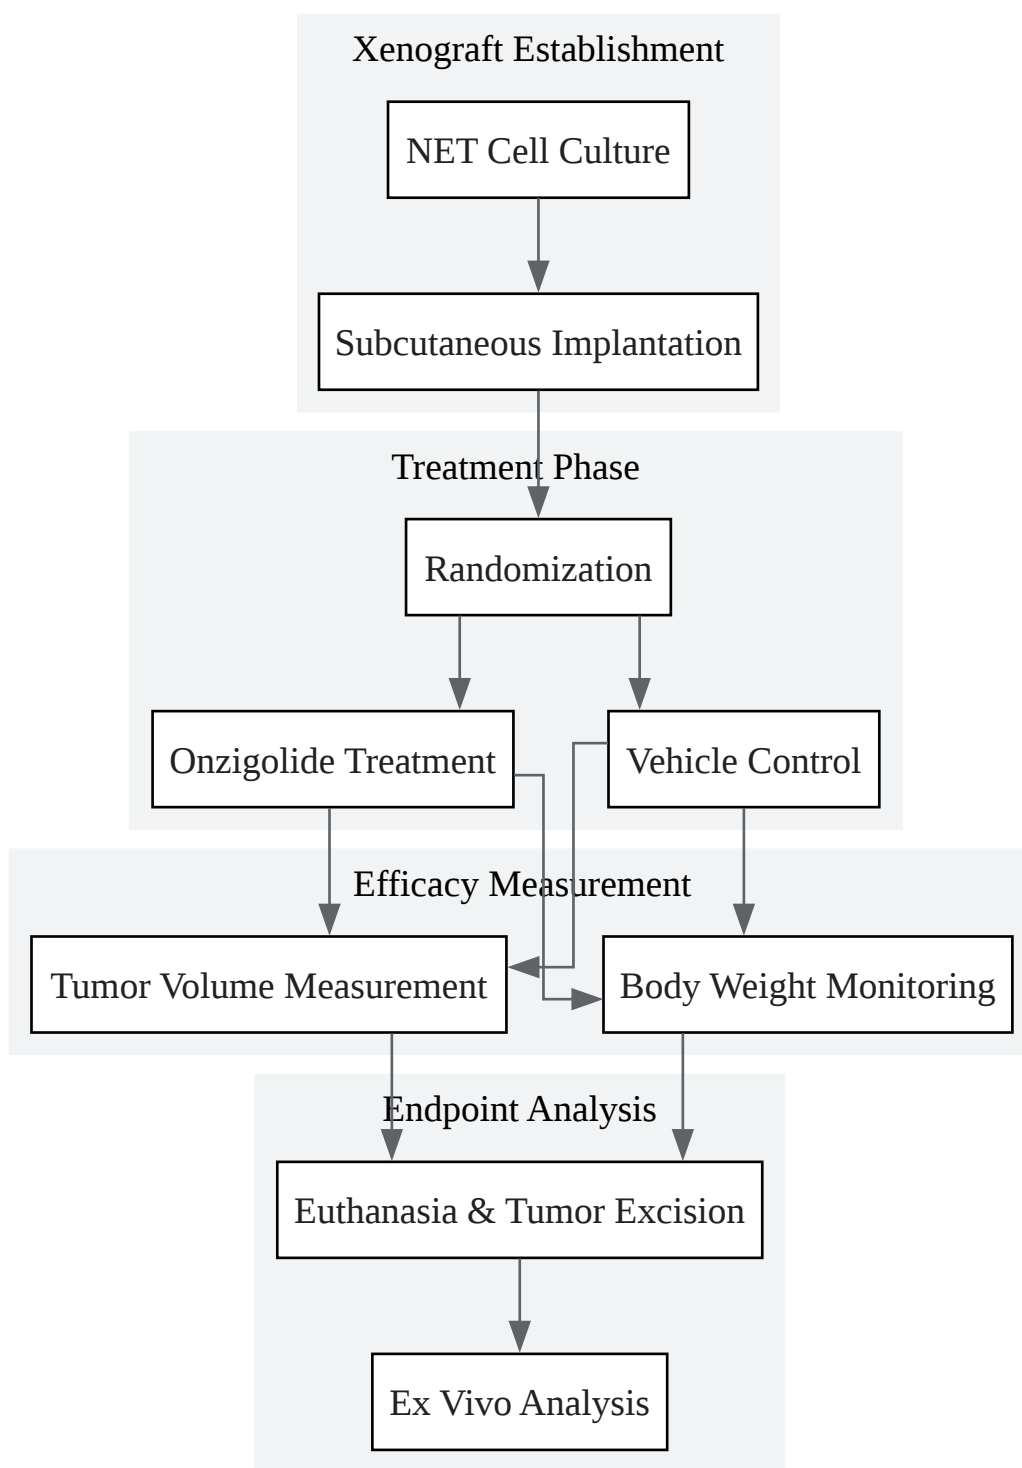 Xenograft Establishment
NET Cell Culture
Subcutaneous Implantation
Treatment Phase
Randomization
Onzigolide Treatment
Vehicle Control
Efficacy Measurement
Tumor Volume Measurement
Body Weight Monitoring
Endpoint Analysis
Euthanasia & Tumor Excision
Ex Vivo Analysis